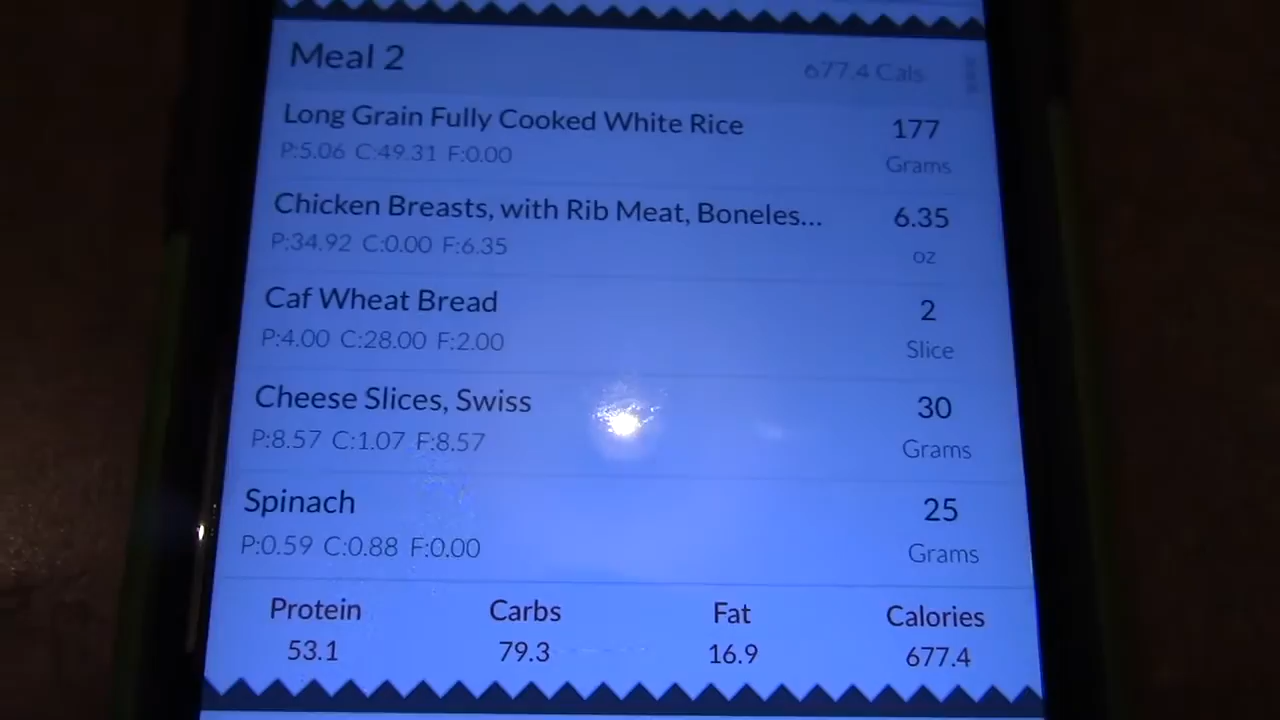 Meal 2
677.4 Cals
Long Grain Fully Cooked White Rice
177
P:5.06 C:49.31 F:0.00
Grams
Chicken Breasts, with Rib Meat, Boneles...
6.35
P:34.92 C:0.00 F:6.35
oz
Caf Wheat Bread
2
P:4.00 C:28.00 F:2.00
Slice
Cheese Slices, Swiss
30
P:8.57 C:1.07 F:8.57
Grams
Spinach
25
P:0.59 C:0.88 F:0.00
Grams
Protein Carbs Fat Calories
53.1 79.3 16.9 677.4